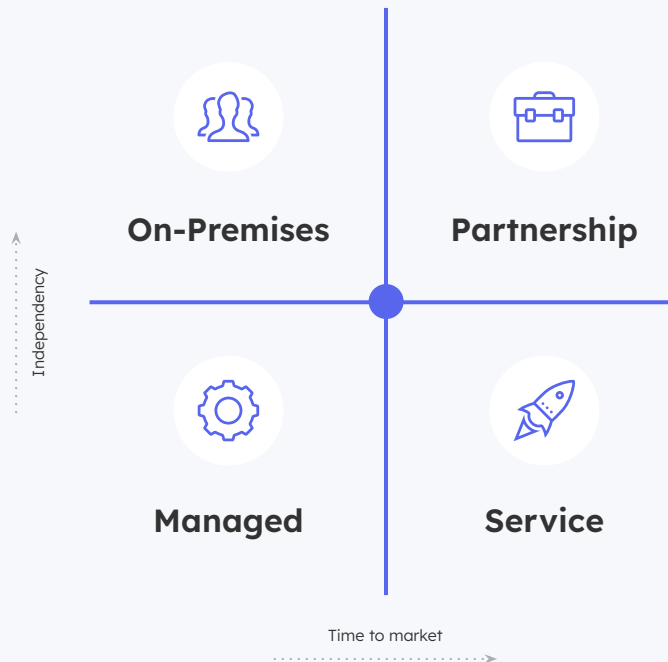 On-Premises
Partnership
Independency
Managed
Service
Time to market